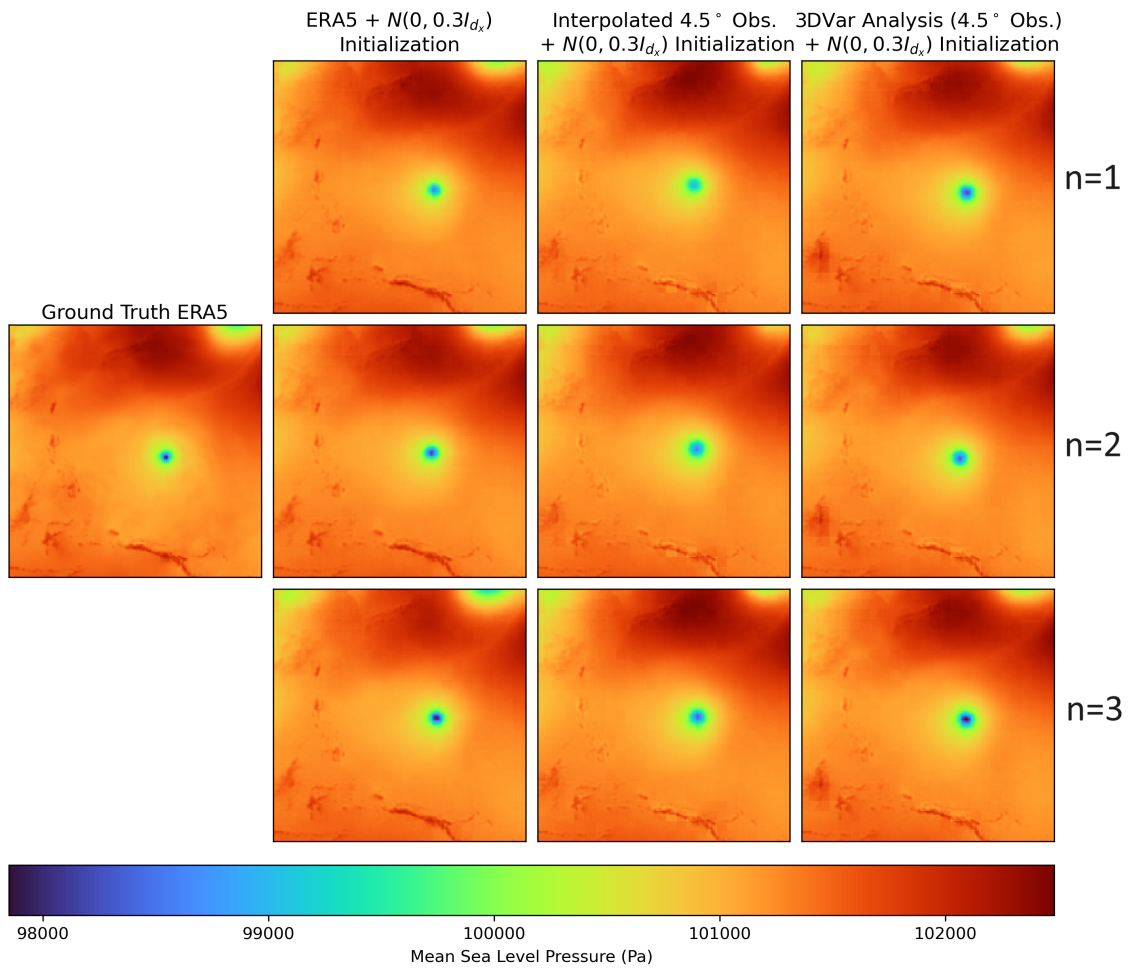 ERA5 + N(0, 0.3I_{d_x})
Initialization
Interpolated 4.5° Obs.
+ N(0, 0.3I_{d_x}) Initialization
3DVar Analysis (4.5° Obs.)
+ N(0, 0.3I_{d_x}) Initialization
n=1
Ground Truth ERA5
n=2
n=3
98000 99000 100000 101000 102000
Mean Sea Level Pressure (Pa)